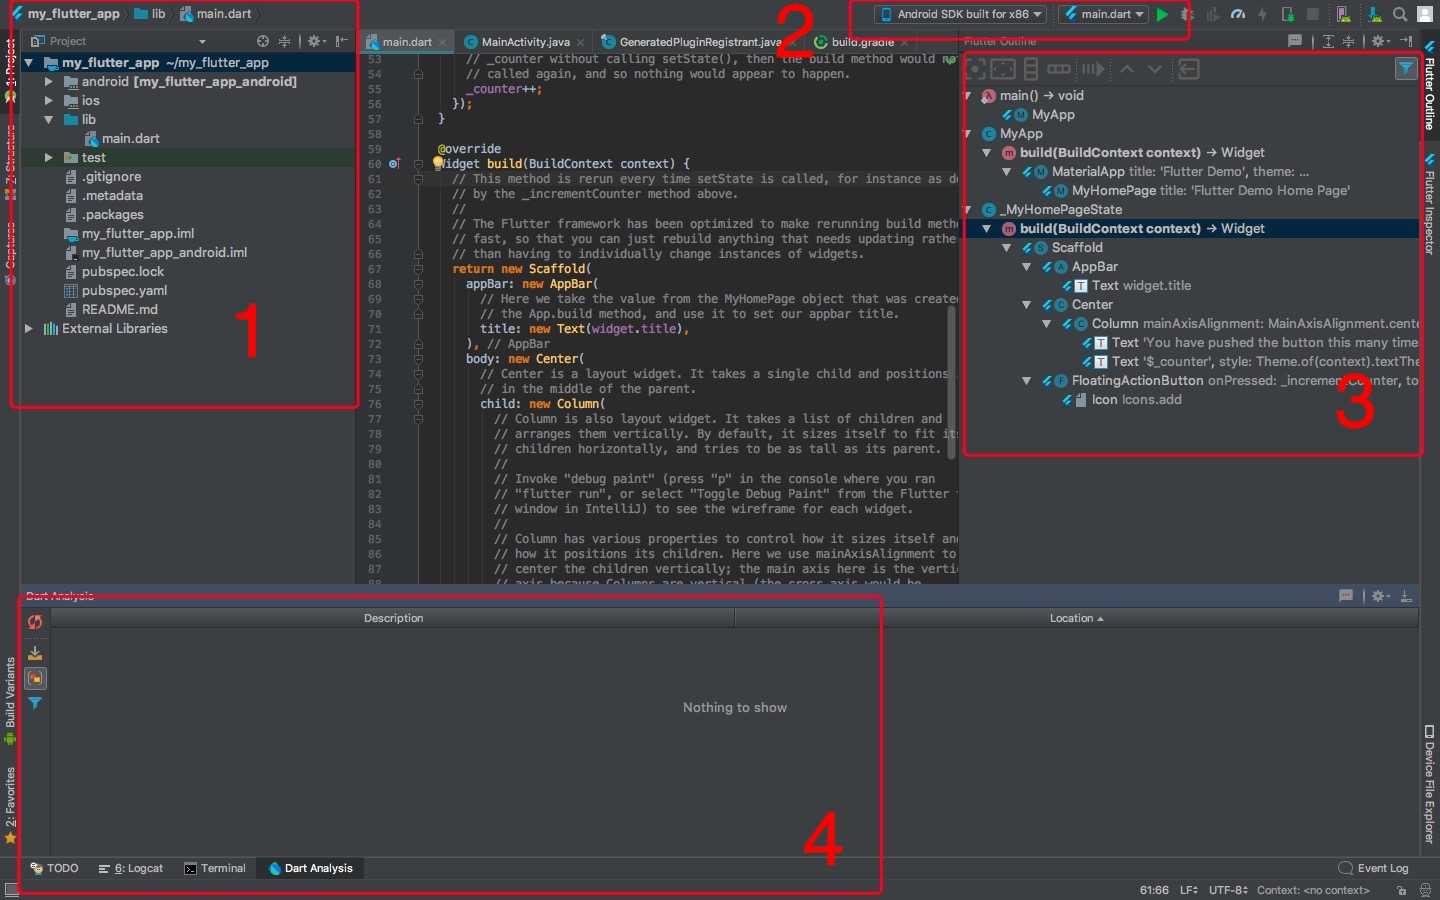 my_flutter_app lib main.dart
2
Android SDK built for x86 main.dart
Project
main.dart MainActivity.java GeneratedPluginRegistrant.java build.gradle
Flutter Outline
1: Project
my_flutter_app ~/my_flutter_app
android [my_flutter_app_android]
ios
lib
main.dart
test
.gitignore
.metadata
.packages
my_flutter_app.iml
my_flutter_app_android.iml
pubspec.lock
pubspec.yaml
README.md
External Libraries
1
Structure
Captures
53 // _counter without calling setState(), then the build method would no
54 // called again, and so nothing would appear to happen.
55 _counter++;
56 });
57 }
58
59 @override
60 Widget build(BuildContext context) {
61 // This method is rerun every time setState is called, for instance as d
62 // by the _incrementCounter method above.
63 //
64 // The Flutter framework has been optimized to make rerunning build meth
65 // fast, so that you can just rebuild anything that needs updating rathe
66 // than having to individually change instances of widgets.
67 return new Scaffold(
68 appBar: new AppBar(
69 // Here we take the value from the MyHomePage object that was create
70 // the App.build method, and use it to set our appbar title.
71 title: new Text(widget.title),
72 ), // AppBar
73 body: new Center(
74 // Center is a layout widget. It takes a single child and positions
75 // in the middle of the parent.
76 child: new Column(
77 // Column is also layout widget. It takes a list of children and
78 // arranges them vertically. By default, it sizes itself to fit it
79 // children horizontally, and tries to be as tall as its parent.
80 //
81 // Invoke "debug paint" (press "p" in the console where you ran
82 // "flutter run", or select "Toggle Debug Paint" from the Flutter
83 // window in IntelliJ) to see the wireframe for each widget.
84 //
85 // Column has various properties to control how it sizes itself an
86 // how it positions its children. Here we use mainAxisAlignment to
87 // center the children vertically; the main axis here is the verti
88 // axis because Columns are vertical (the cross axis would be
main() → void
MyApp
MyApp
build(BuildContext context) → Widget
MaterialApp title: 'Flutter Demo', theme: ...
MyHomePage title: 'Flutter Demo Home Page'
_MyHomePageState
build(BuildContext context) → Widget
Scaffold
AppBar
Text widget.title
Center
Column mainAxisAlignment: MainAxisAlignment.cente
Text 'You have pushed the button this many time
Text '$_counter', style: Theme.of(context).textThe
FloatingActionButton onPressed: _incrementCounter, to
Icon Icons.add
3
Flutter Outline
Flutter Inspector
Dart Analysis
Description Location
Nothing to show
4
Build Variants
2: Favorites
Device File Explorer
TODO 6: Logcat Terminal Dart Analysis Event Log
61:66 LF UTF-8 Context: <no context>